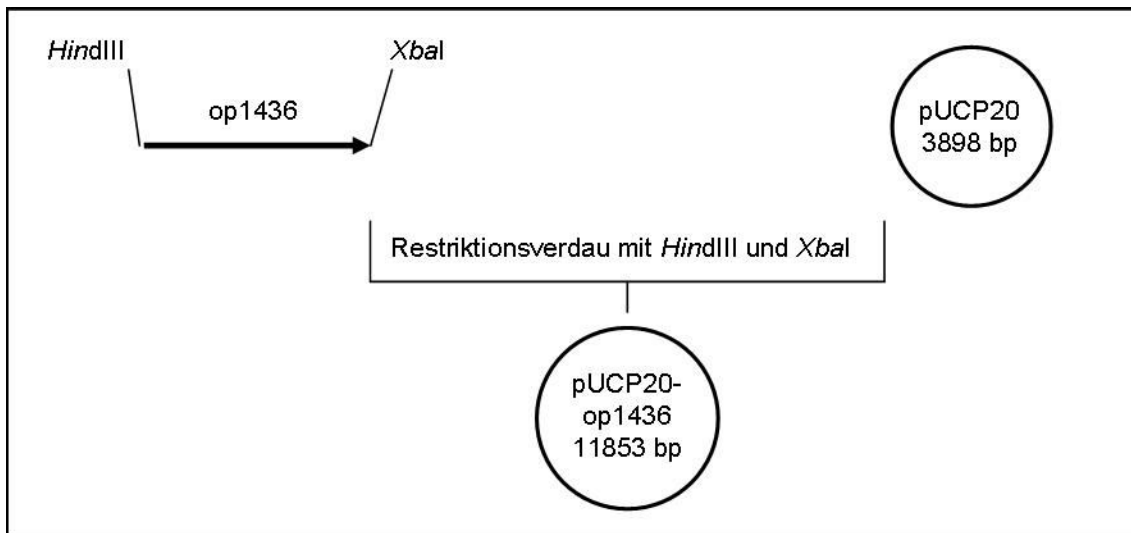 HindIII
XbaI
op1436
pUCP20
3898 bp
Restriktionsverdau mit HindIII und XbaI
pUCP20-
op1436
11853 bp